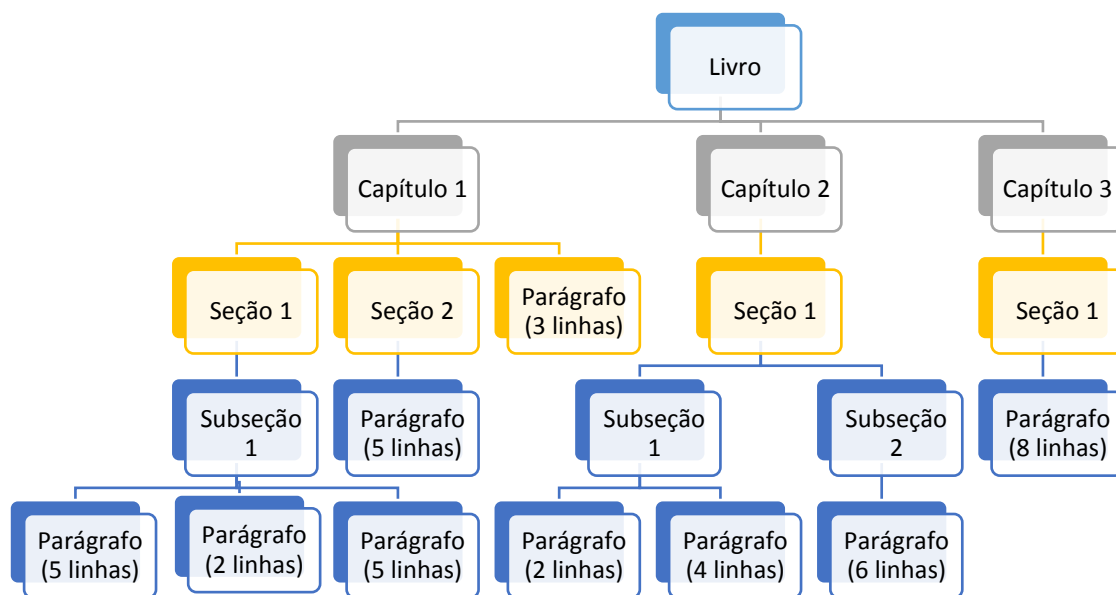 Livro
Capítulo 1
Capítulo 2
Capítulo 3
Seção 1
Seção 2
Parágrafo
(3 linhas)
Seção 1
Seção 1
Subseção
1
Parágrafo
(5 linhas)
Subseção
1
Subseção
2
Parágrafo
(8 linhas)
Parágrafo
(5 linhas)
Parágrafo
(2 linhas)
Parágrafo
(5 linhas)
Parágrafo
(2 linhas)
Parágrafo
(4 linhas)
Parágrafo
(6 linhas)